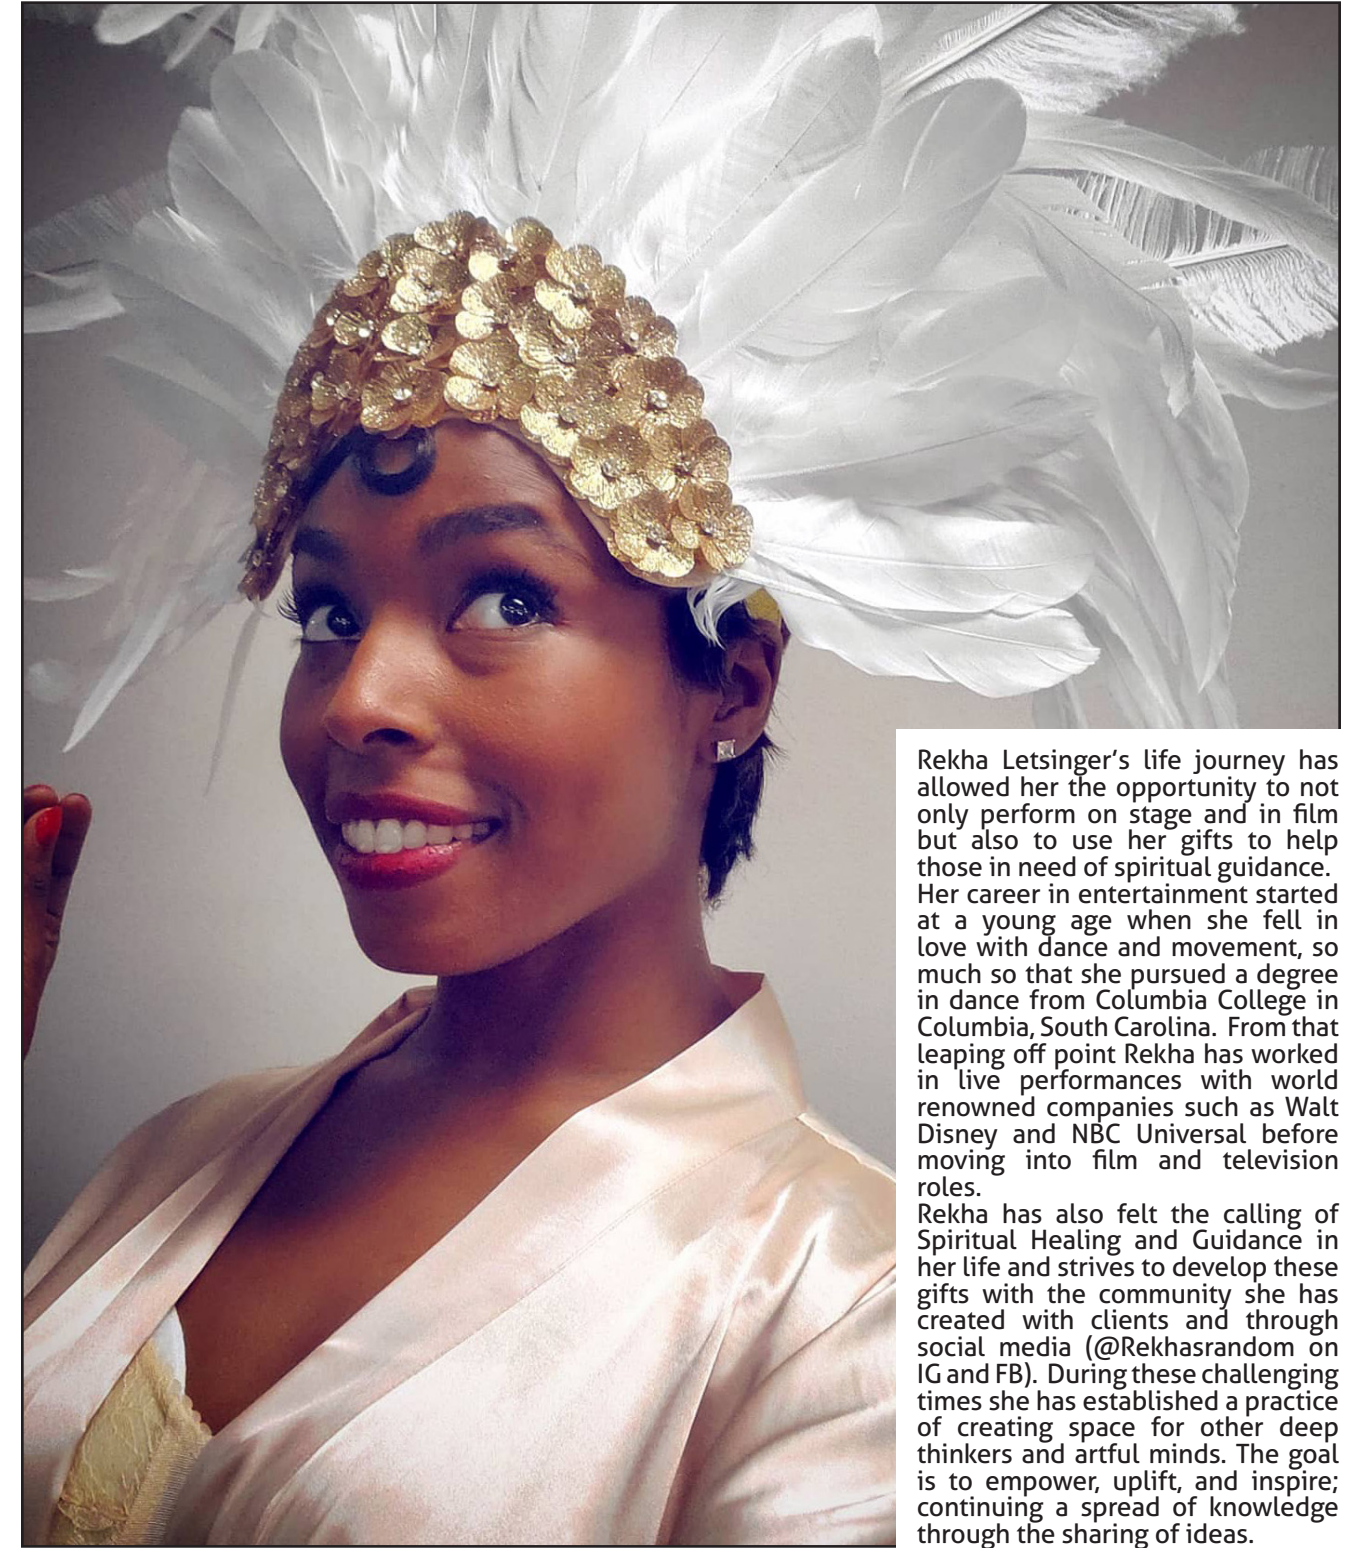 Rekha Letsinger’s life journey has
allowed her the opportunity to not
only perform on stage and in film
but also to use her gifts to help
those in need of spiritual guidance.
Her career in entertainment started
at a young age when she fell in
love with dance and movement, so
much so that she pursued a degree
in dance from Columbia College in
Columbia, South Carolina.  From that
leaping off point Rekha has worked
in live performances with world
renowned companies such as Walt
Disney and NBC Universal before
moving into film and television
roles.
Rekha has also felt the calling of
Spiritual Healing and Guidance in
her life and strives to develop these
gifts with the community she has
created with clients and through
social media (@Rekhasrandom on
IG and FB).  During these challenging
times she has established a practice
of creating space for other deep
thinkers and artful minds. The goal
is to empower, uplift, and inspire;
continuing a spread of knowledge
through the sharing of ideas.